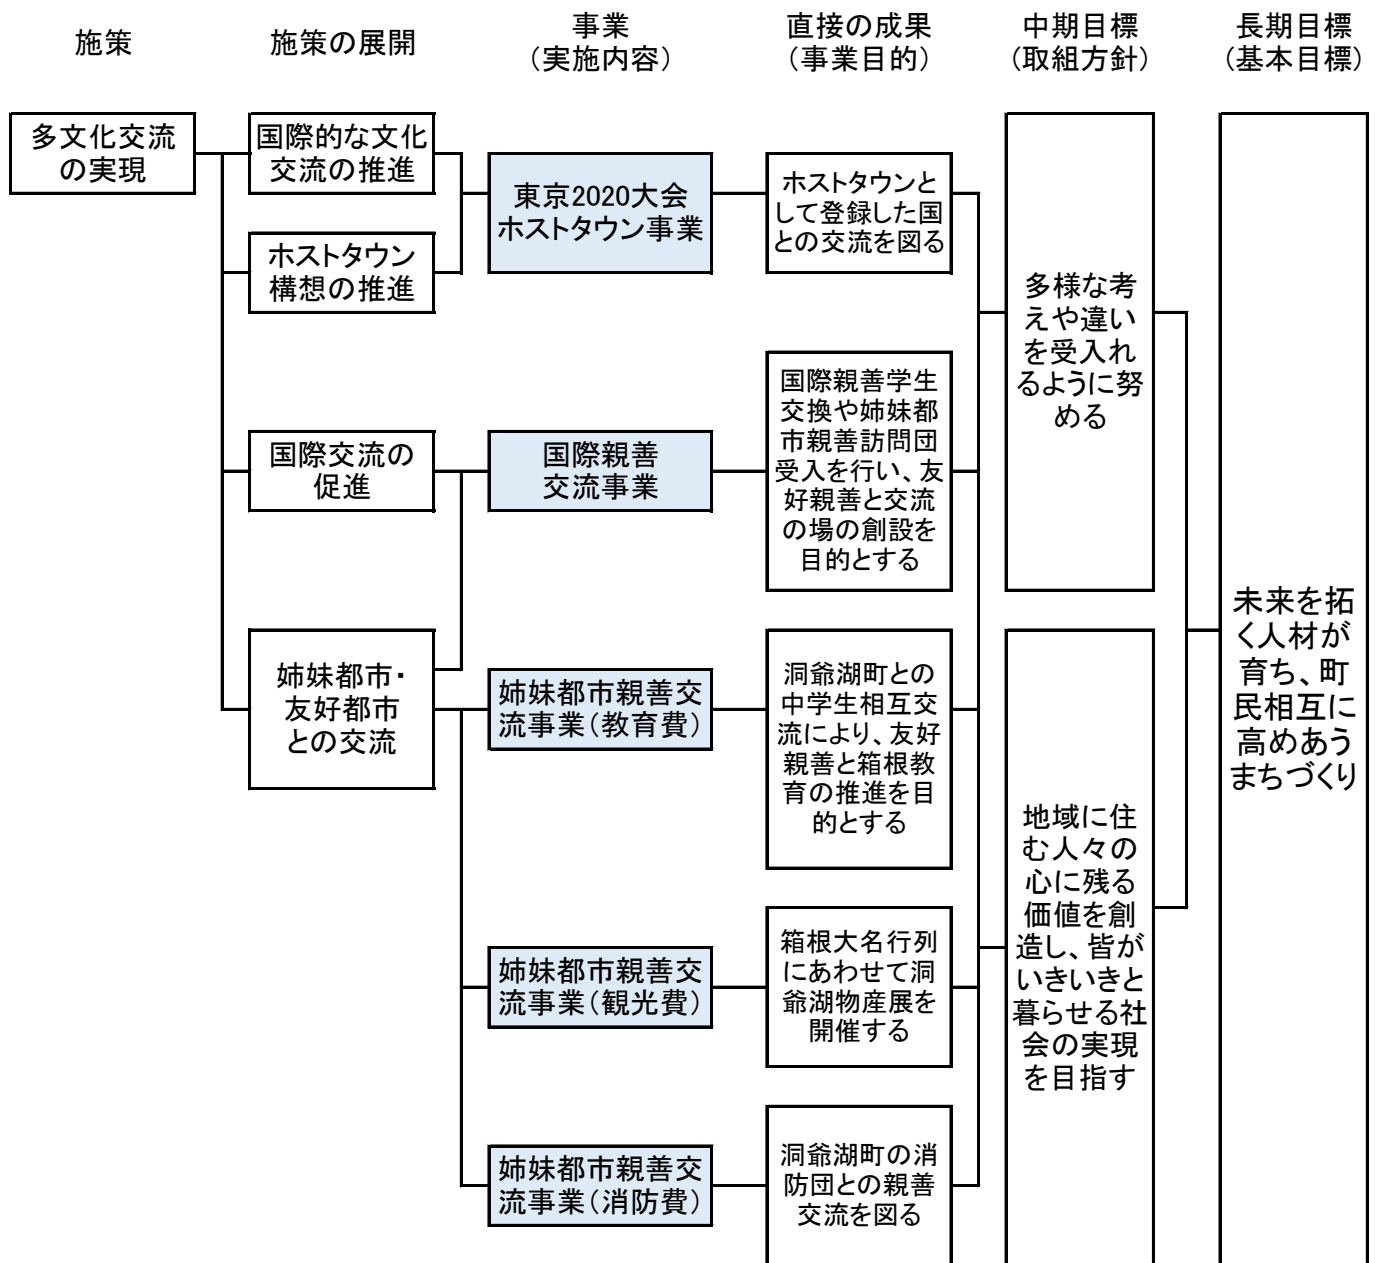 施策
施策の展開
事業
（実施内容）
直接の成果
（事業目的）
中期目標
（取組方針）
長期目標
（基本目標）
多文化交流
の実現
国際的な文化
交流の推進
ホストタウン
構想の推進
国際交流の
促進
姉妹都市・
友好都市
との交流
東京2020大会
ホストタウン事業
国際親善
交流事業
姉妹都市親善交
流事業（教育費）
姉妹都市親善交
流事業（観光費）
姉妹都市親善交
流事業（消防費）
ホストタウンと
して登録した国
との交流を図る
国際親善学生
交換や姉妹都
市親善訪問団
受入を行い、友
好親善と交流
の場の創設を
目的とする
洞爺湖町との
中学生相互交
流により、友好
親善と箱根教
育の推進を目
的とする
箱根大名行列
にあわせて洞
爺湖物産展を
開催する
洞爺湖町の消
防団との親善
交流を図る
多様な考
えや違い
を受入れ
るように努
める
地域に住
む人々の
心に残る
価値を創
造し、皆が
いきいきと
暮らせる社
会の実現
を目指す
未来を拓
く人材が
育ち、町
民相互に
高めあう
まちづくり